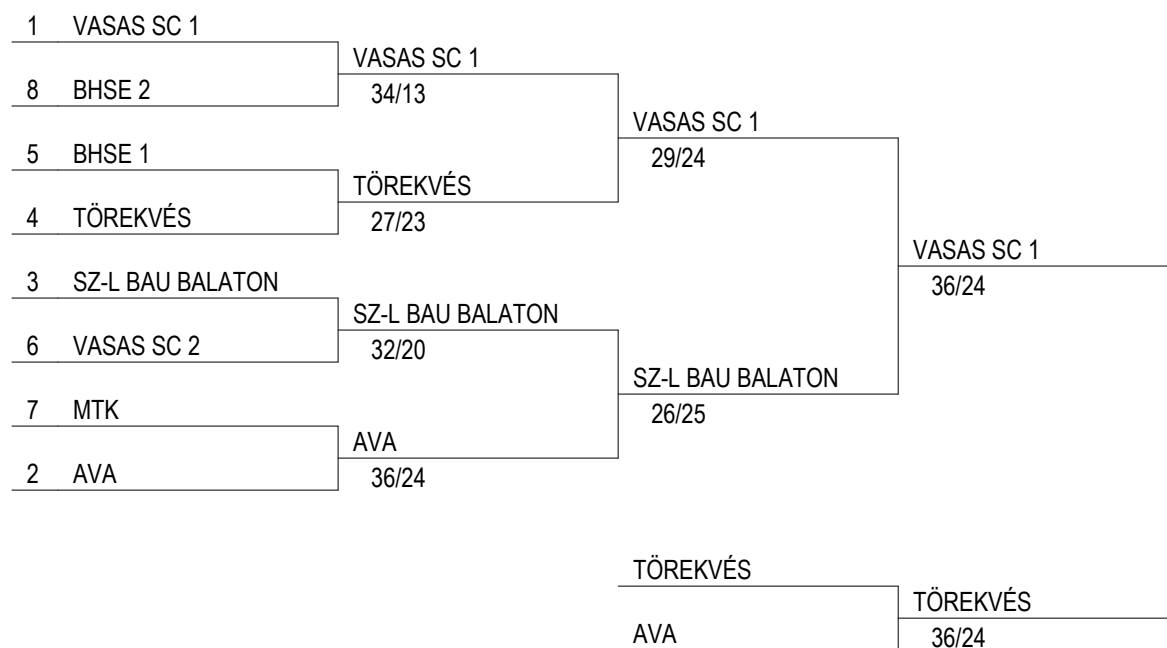 1 VASAS SC 1
VASAS SC 1
8 BHSE 2
34/13
VASAS SC 1
5 BHSE 1
29/24
TÖREKVÉS
4 TÖREKVÉS
27/23
VASAS SC 1
3 SZ-L BAU BALATON
36/24
SZ-L BAU BALATON
6 VASAS SC 2
32/20
SZ-L BAU BALATON
7 MTK
26/25
AVA
2 AVA
36/24
TÖREKVÉS
TÖREKVÉS
AVA
36/24